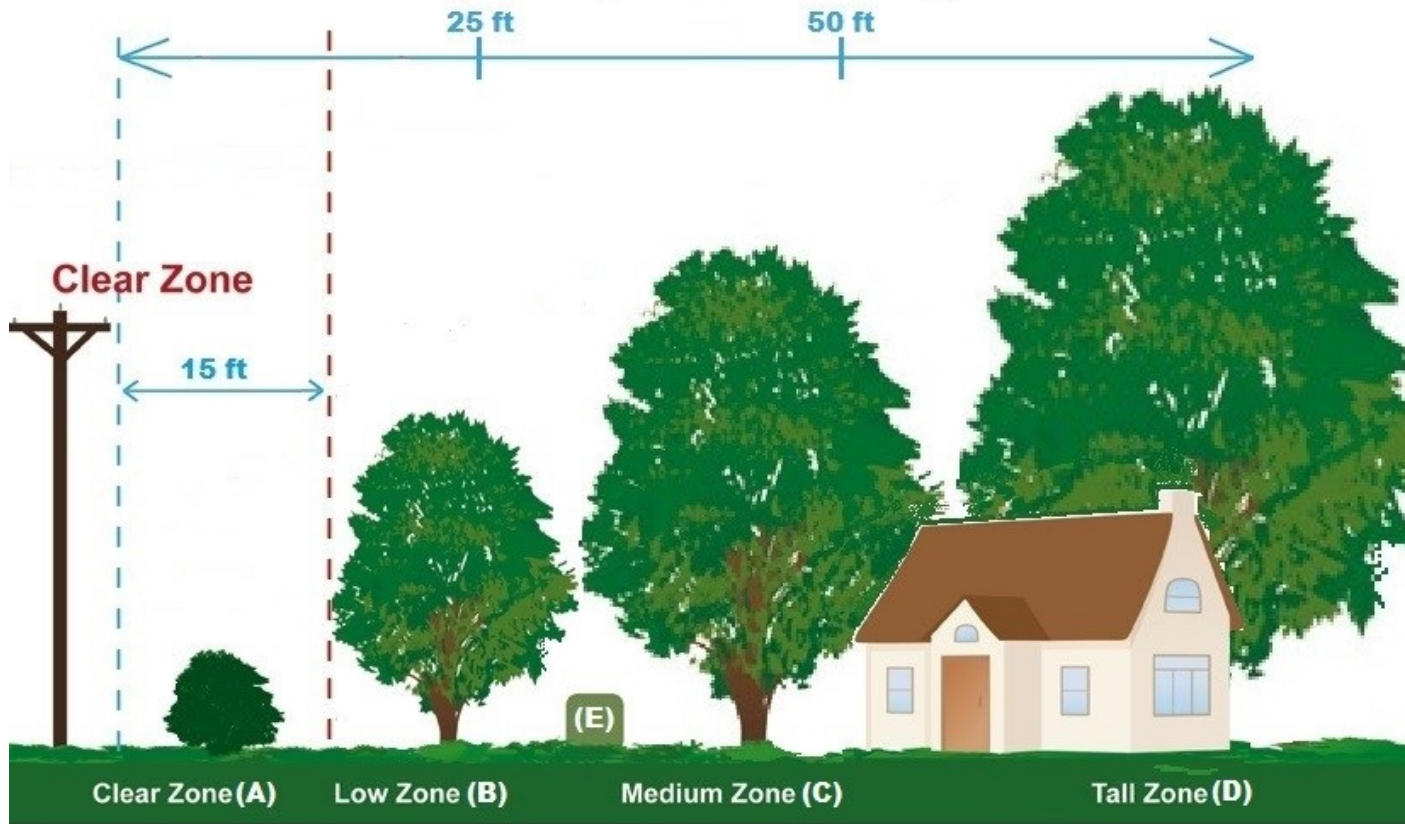 25 ft 50 ft
Clear Zone
15 ft
(E)
Clear Zone (A) Low Zone (B) Medium Zone (C) Tall Zone (D)